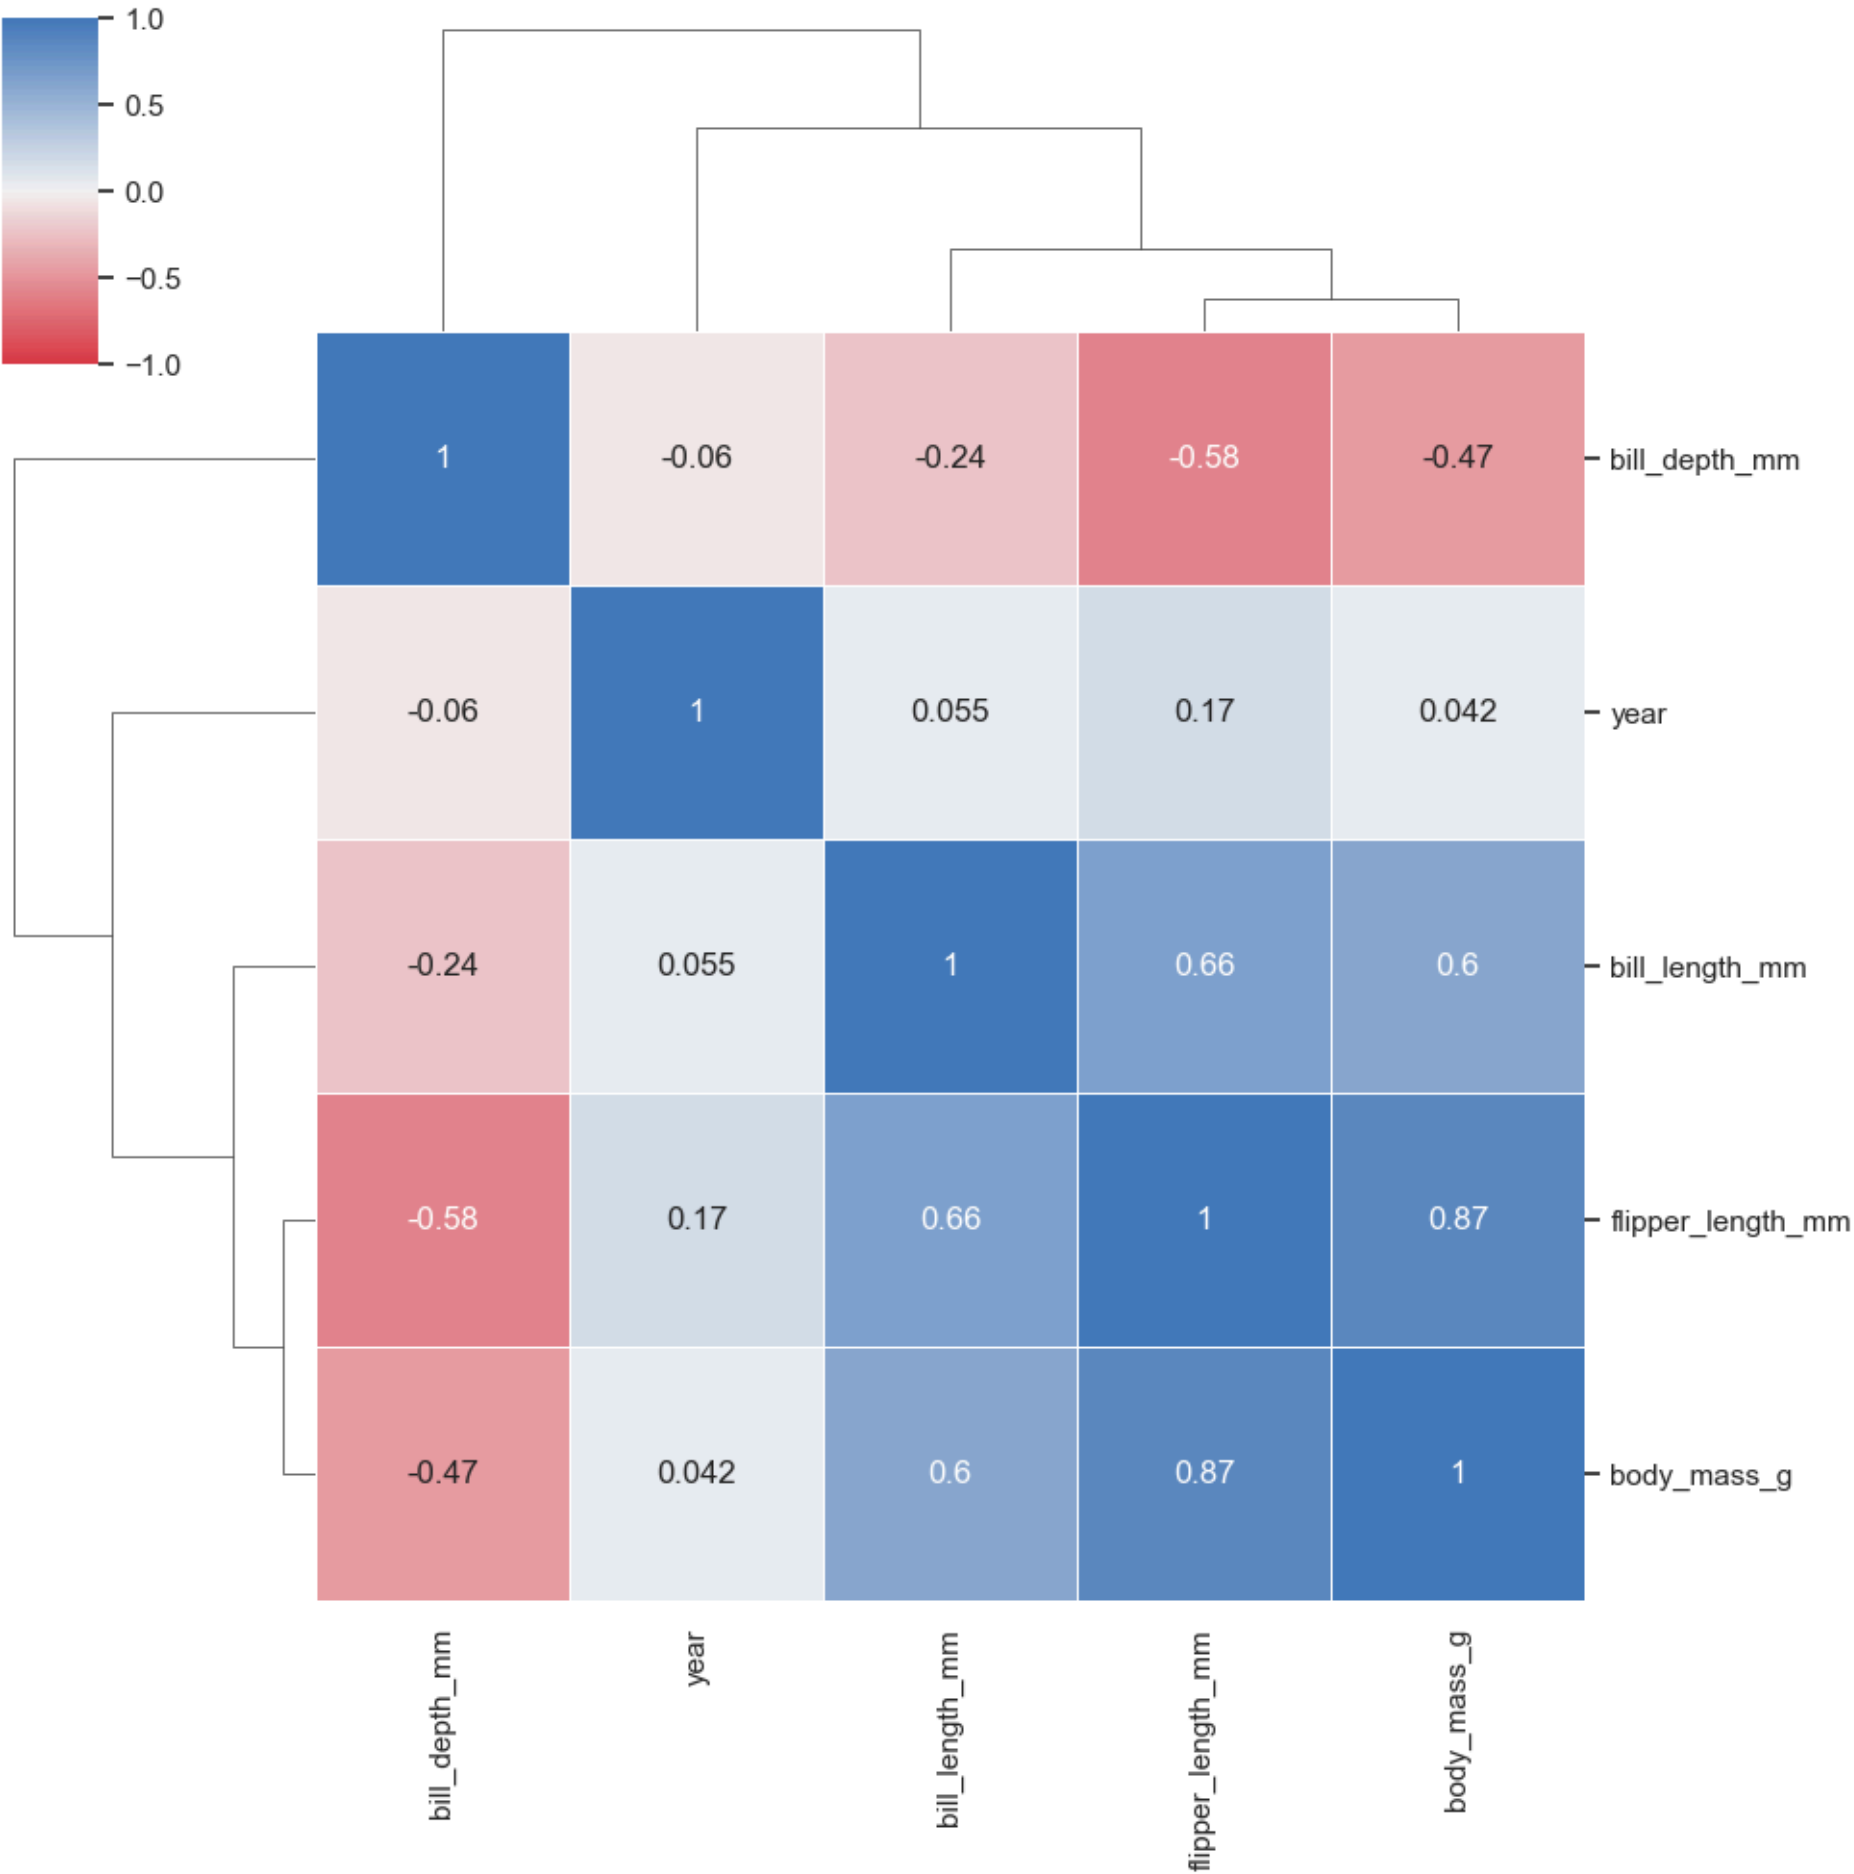 1.0
0.5
0.0
−0.5
−1.0
1 -0.06 -0.24 -0.58 -0.47 bill_depth_mm
-0.06 1 0.055 0.17 0.042 year
-0.24 0.055 1 0.66 0.6 bill_length_mm
-0.58 0.17 0.66 1 0.87 flipper_length_mm
-0.47 0.042 0.6 0.87 1 body_mass_g
bill_depth_mm
year
bill_length_mm
flipper_length_mm
body_mass_g